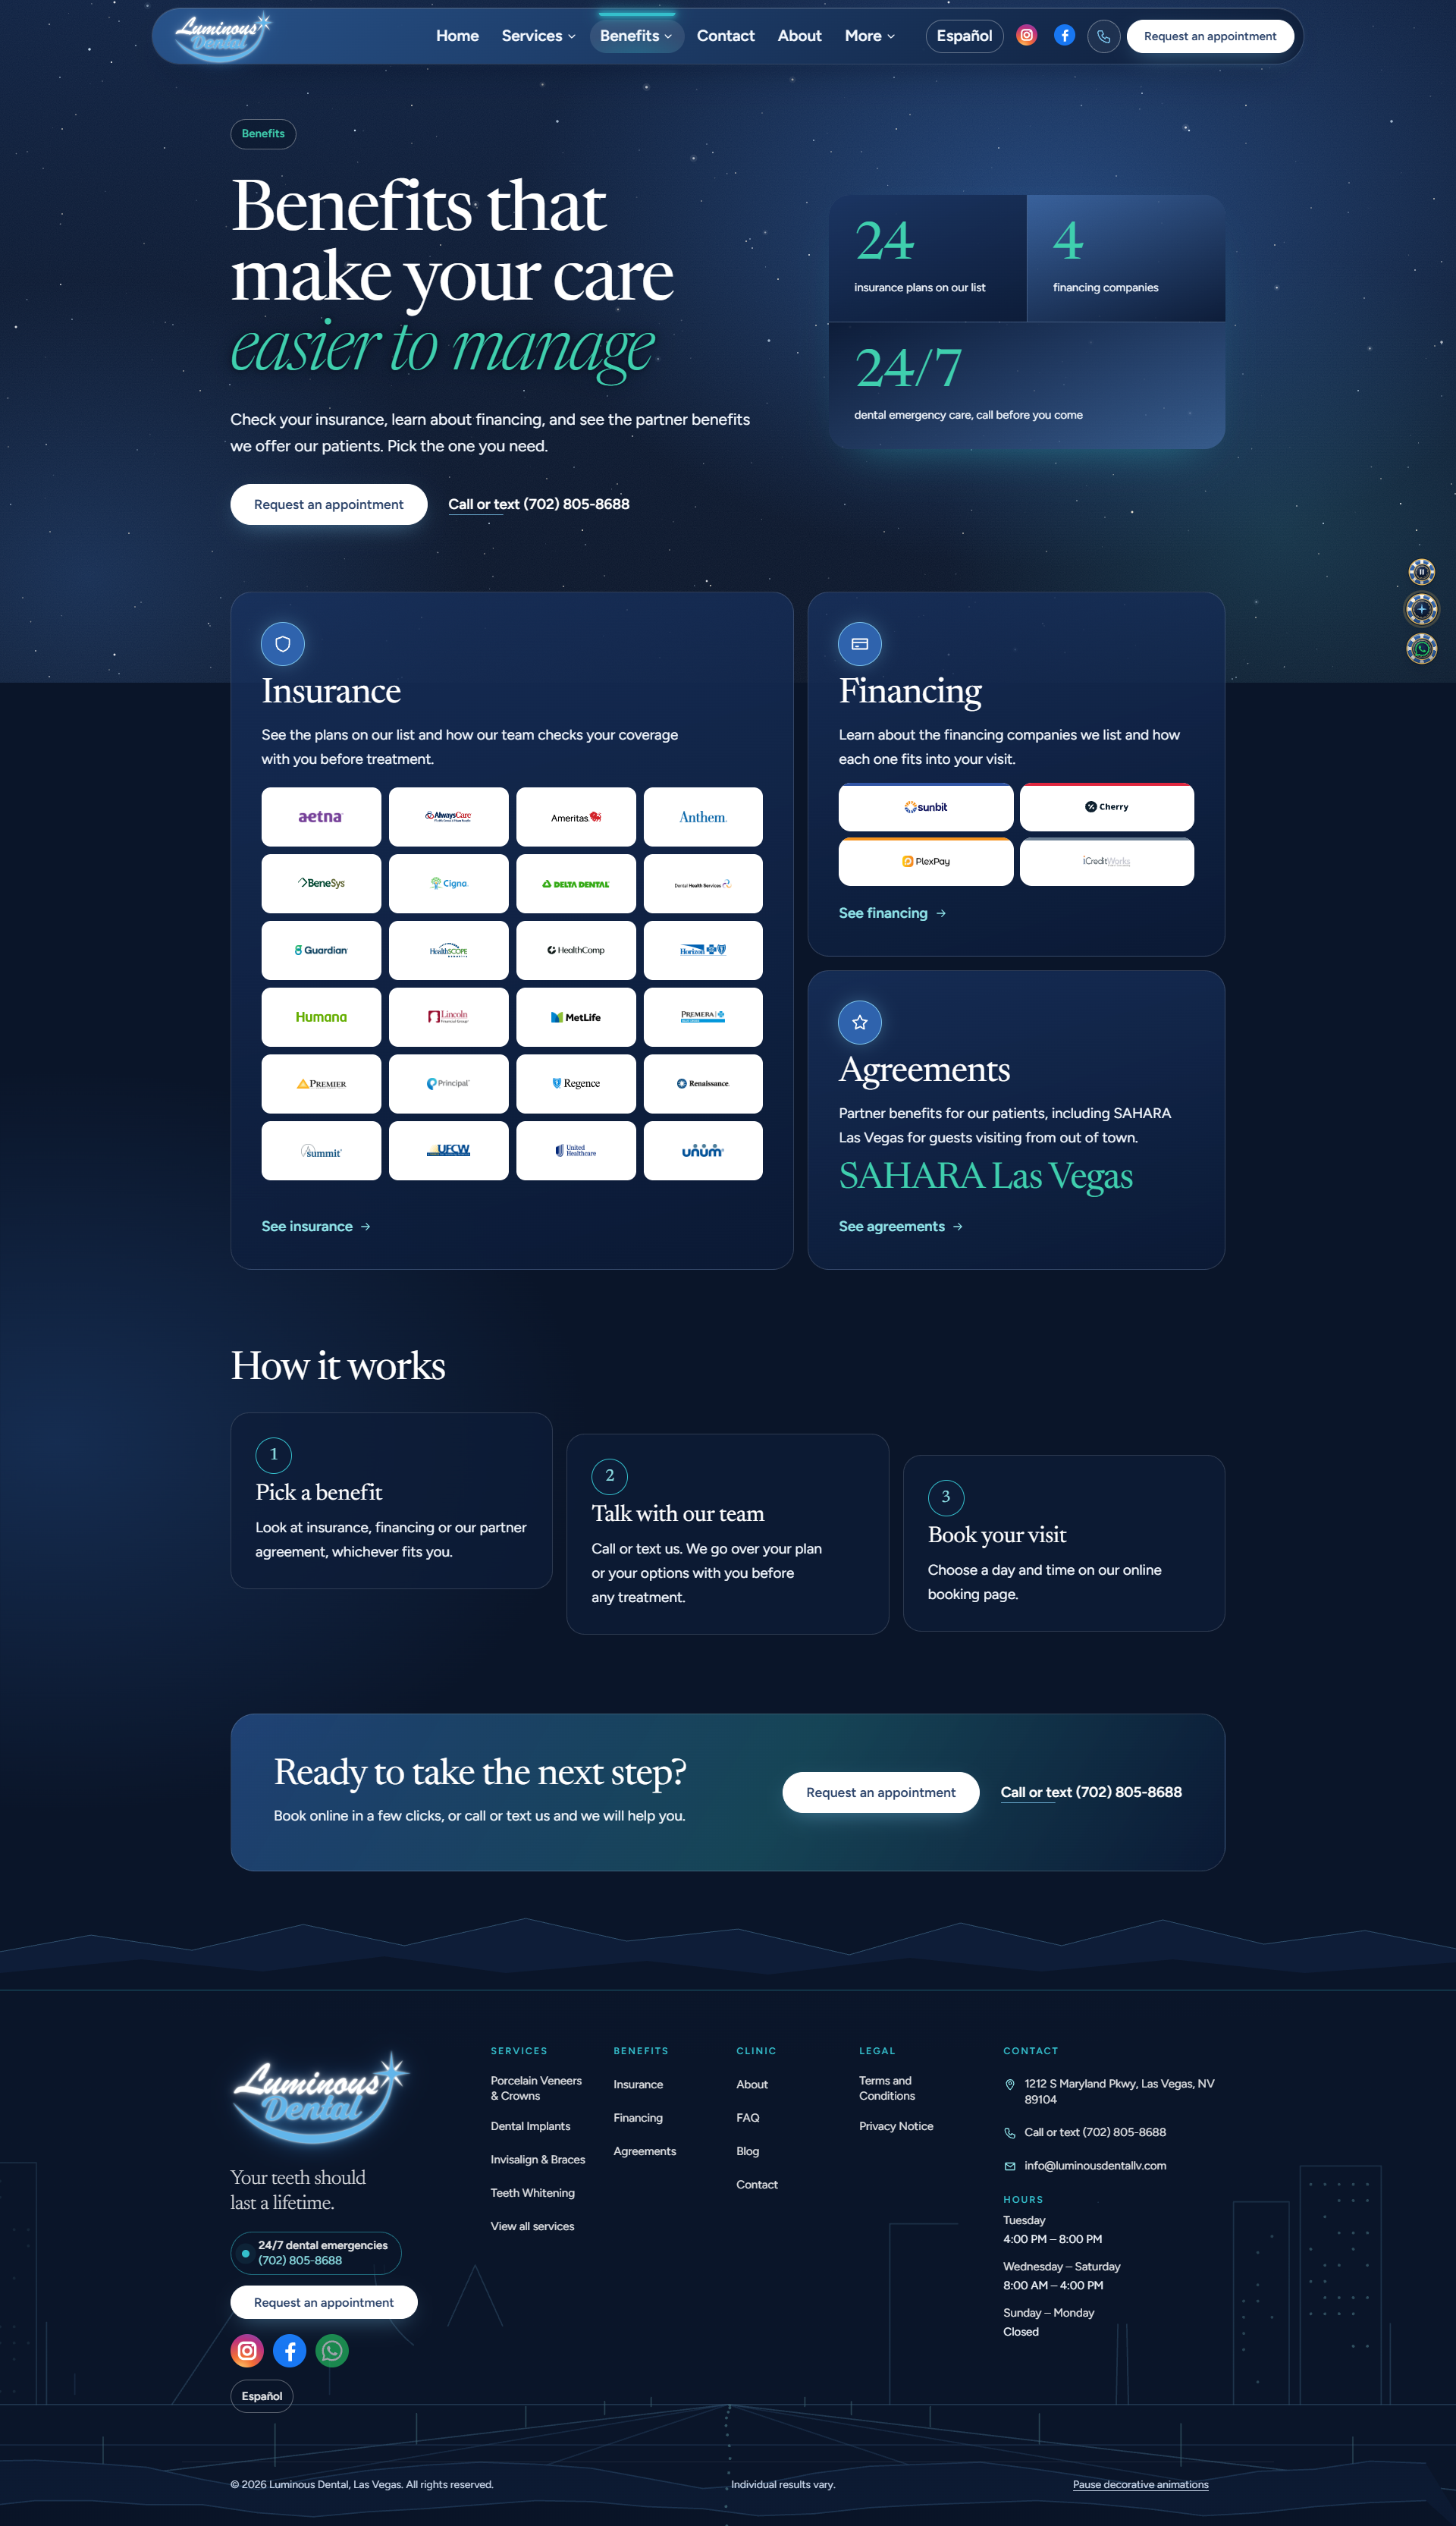 Luminous
Dental
Home
Services
Benefits
Contact
About
More
Español
Request an appointment
Benefits
Benefits that
make your care
easier to manage
Check your insurance, learn about financing, and see the partner benefits
we offer our patients. Pick the one you need.
Request an appointment
Call or text (702) 805-8688
24
insurance plans on our list
4
financing companies
24/7
dental emergency care, call before you come
Insurance
See the plans on our list and how our team checks your coverage
with you before treatment.
aetna
AlwaysCare
Ameritas
Anthem
BeneSys
Cigna
DELTA DENTAL
Dental Health Services
Guardian
HealthSCOPE
BENEFITS
HealthComp
Horizon
Humana
Lincoln
Financial Group
MetLife
PREMERA
PREMIER
Principal
Regence
Renaissance
summit
UFCW
United
Healthcare
unum
See insurance
Financing
Learn about the financing companies we list and how
each one fits into your visit.
sunbit
Cherry
PlexPay
iCreditWorks
See financing
Agreements
Partner benefits for our patients, including SAHARA
Las Vegas for guests visiting from out of town.
SAHARA Las Vegas
See agreements
How it works
1
Pick a benefit
Look at insurance, financing or our partner
agreement, whichever fits you.
2
Talk with our team
Call or text us. We go over your plan
or your options with you before
any treatment.
3
Book your visit
Choose a day and time on our online
booking page.
Ready to take the next step?
Book online in a few clicks, or call or text us and we will help you.
Request an appointment
Call or text (702) 805-8688
Luminous
Dental
Your teeth should
last a lifetime.
24/7 dental emergencies
(702) 805-8688
Request an appointment
Español
SERVICES
Porcelain Veneers
& Crowns
Dental Implants
Invisalign & Braces
Teeth Whitening
View all services
BENEFITS
Insurance
Financing
Agreements
CLINIC
About
FAQ
Blog
Contact
LEGAL
Terms and
Conditions
Privacy Notice
CONTACT
1212 S Maryland Pkwy, Las Vegas, NV
89104
Call or text (702) 805-8688
info@luminousdentallv.com
HOURS
Tuesday
4:00 PM – 8:00 PM
Wednesday – Saturday
8:00 AM – 4:00 PM
Sunday – Monday
Closed
© 2026 Luminous Dental, Las Vegas. All rights reserved.
Individual results vary.
Pause decorative animations